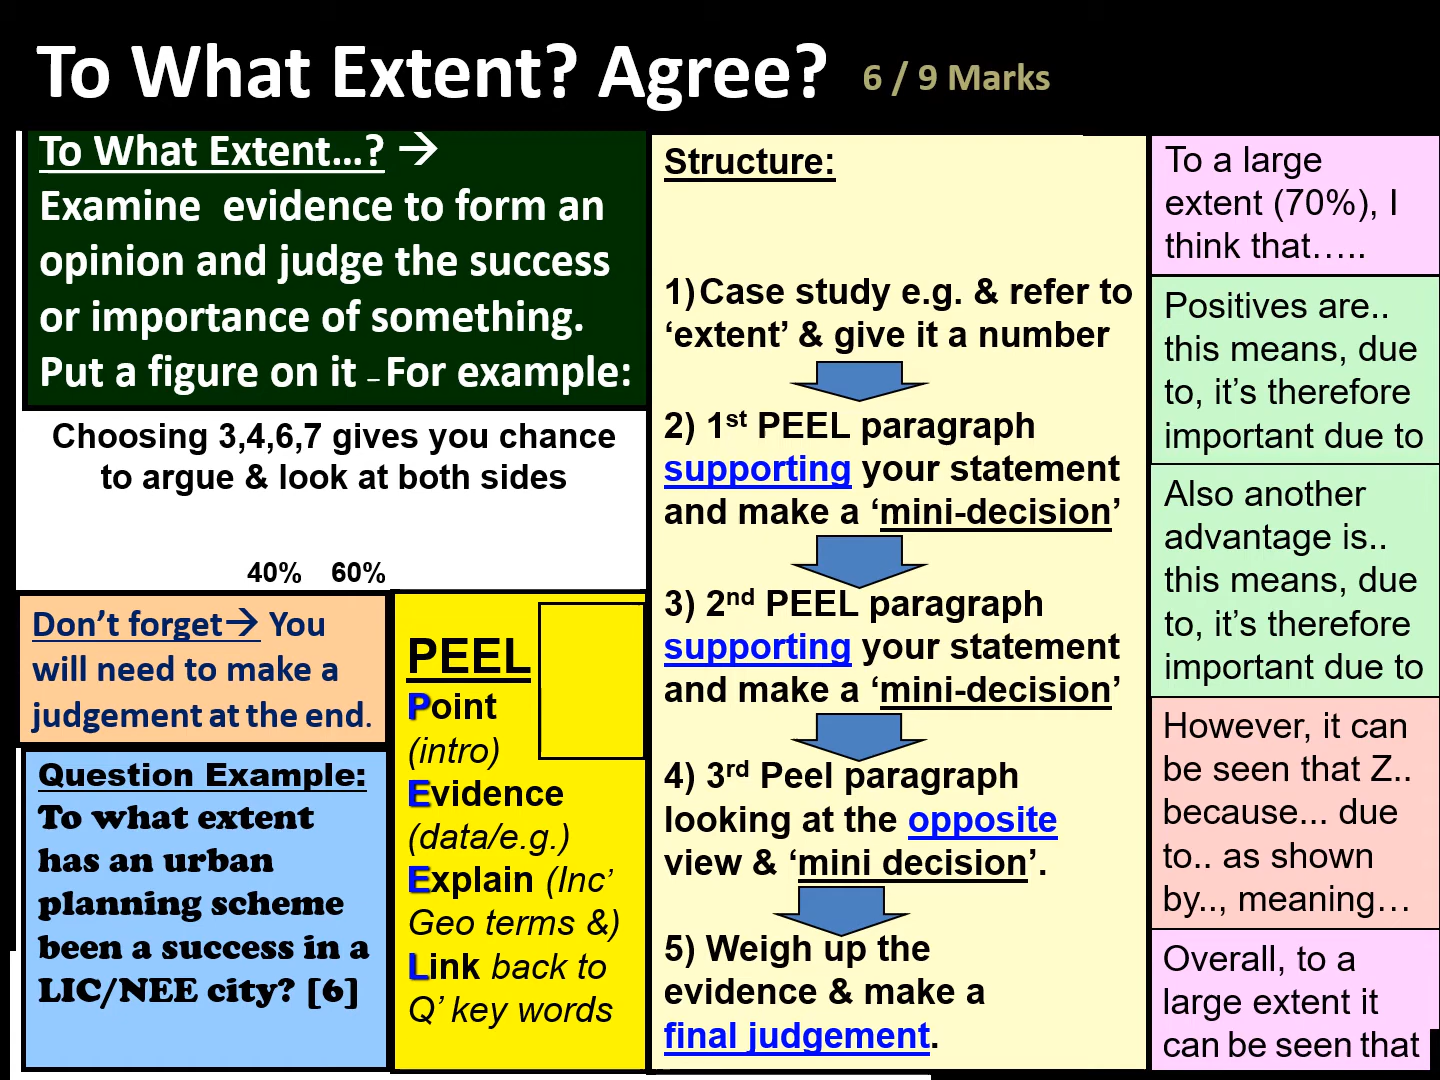 To What Extent? Agree? 6 / 9 Marks
To What Extent…? →
Examine evidence to form an
opinion and judge the success
or importance of something.
Put a figure on it – For example:
Choosing 3,4,6,7 gives you chance
to argue & look at both sides
40% 60%
Don't forget→ You
will need to make a
judgement at the end.
Question Example:
To what extent
has an urban
planning scheme
been a success in a
LIC/NEE city? [6]
PEEL
Point
(intro)
Evidence
(data/e.g.)
Explain (Inc'
Geo terms &)
Link back to
Q' key words
Structure:
1) Case study e.g. & refer to
'extent' & give it a number
2) 1st PEEL paragraph
supporting your statement
and make a 'mini-decision'
3) 2nd PEEL paragraph
supporting your statement
and make a 'mini-decision'
4) 3rd Peel paragraph
looking at the opposite
view & 'mini decision'.
5) Weigh up the
evidence & make a
final judgement.
To a large
extent (70%), I
think that…..
Positives are..
this means, due
to, it's therefore
important due to
Also another
advantage is..
this means, due
to, it's therefore
important due to
However, it can
be seen that Z..
because... due
to.. as shown
by.., meaning…
Overall, to a
large extent it
can be seen that